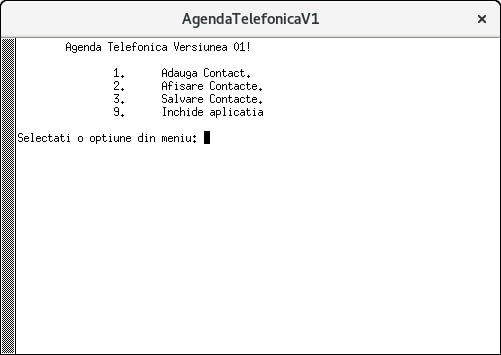 AgendaTelefonicaV1
Agenda Telefonica Versiunea 01!
1. Adauga Contact.
2. Afisare Contacte.
3. Salvare Contacte.
9. Inchide aplicatia
Selectati o optiune din meniu: